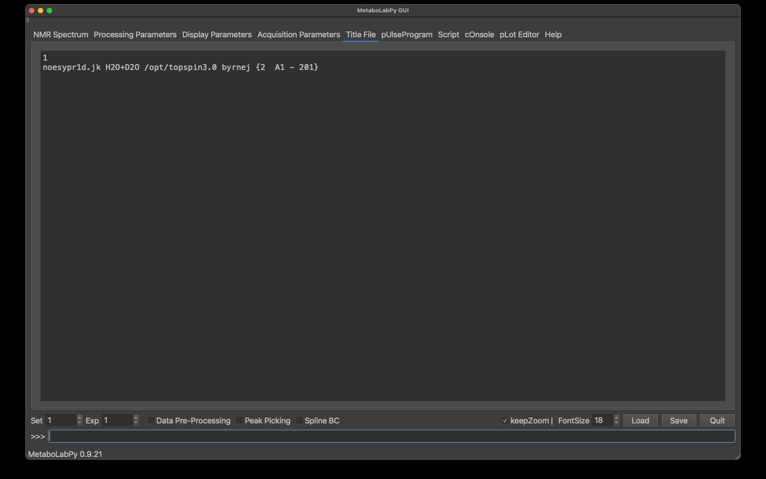 MetaboLabPy GUI
NMR Spectrum Processing Parameters Display Parameters Acquisition Parameters Title File pUlseProgram Script cOnsole pLot Editor Help
1
noesypr1d.jk H2O+D2O /opt/topspin3.0 byrnej {2  A1 - 201}
Set 1 Exp 1 Data Pre-Processing Peak Picking Spline BC ✓ keepZoom | FontSize 18 Load Save Quit
>>>
MetaboLabPy 0.9.21